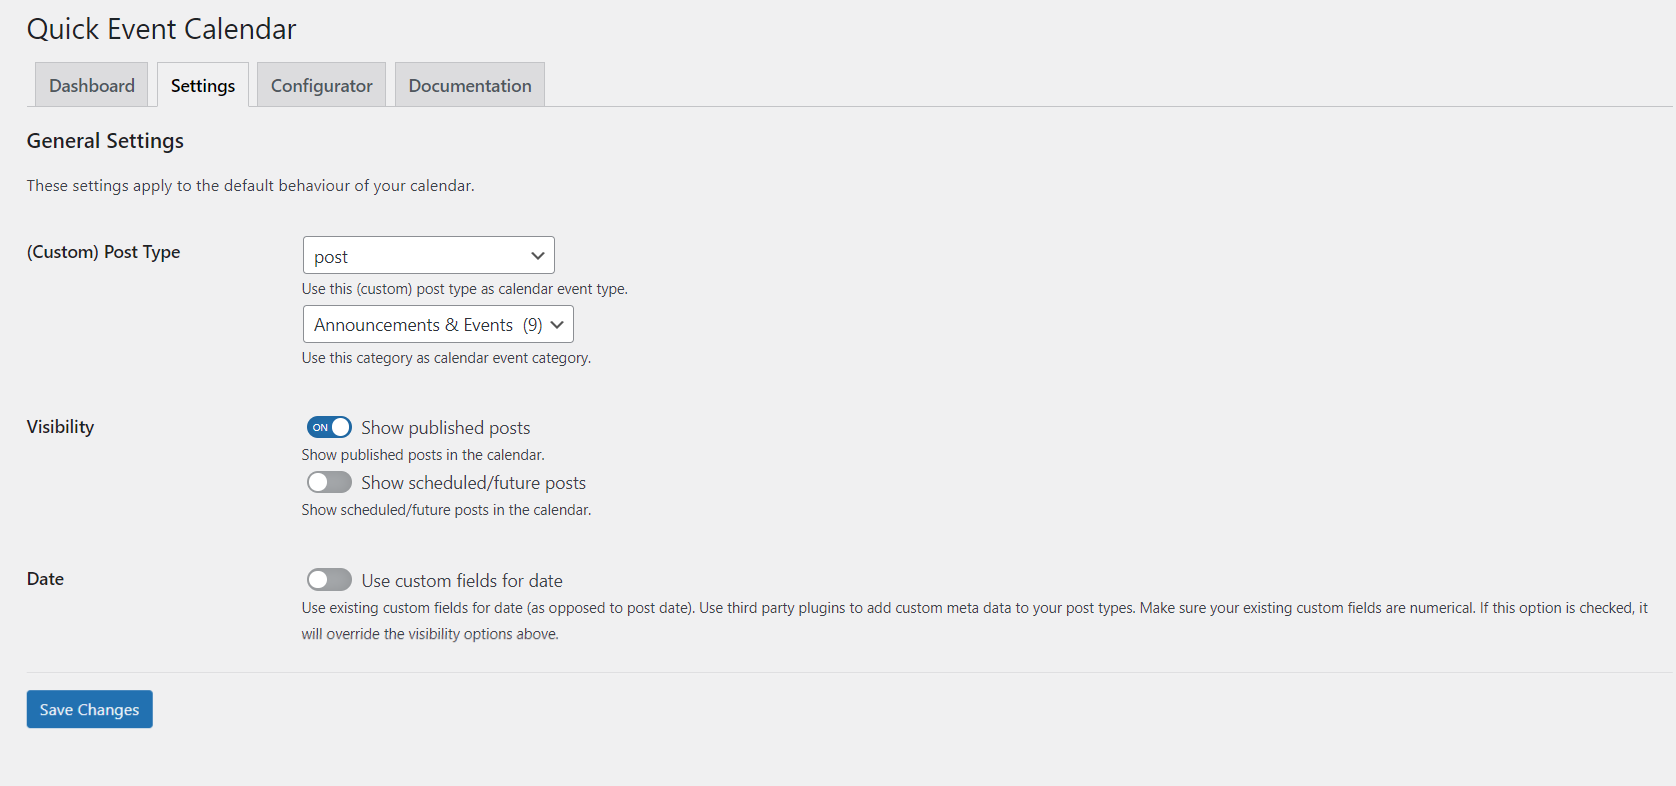 Quick Event Calendar
Dashboard
Settings
Configurator
Documentation
General Settings
These settings apply to the default behaviour of your calendar.
(Custom) Post Type
post
Use this (custom) post type as calendar event type.
Announcements & Events (9)
Use this category as calendar event category.
Visibility
ON Show published posts
Show published posts in the calendar.
Show scheduled/future posts
Show scheduled/future posts in the calendar.
Date
Use custom fields for date
Use existing custom fields for date (as opposed to post date). Use third party plugins to add custom meta data to your post types. Make sure your existing custom fields are numerical. If this option is checked, it
will override the visibility options above.
Save Changes